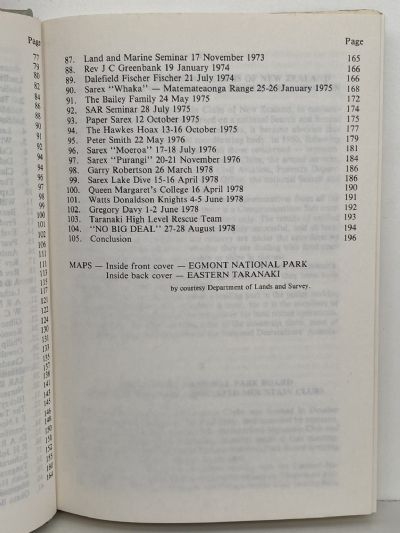 Page
77
79
80
82
84
87
Page
87. Land and Marine Seminar 17 November 1973 165
88. Rev J C Greenbank 19 January 1974 166
89. Dalefield Fischer Fischer 21 July 1974 166
90. Sarex "Whaka" — Matemateaonga Range 25-26 January 1975 168
91. The Bailey Family 24 May 1975 172
92. SAR Seminar 28 June 1975 174
93. Paper Sarex 12 October 1975 175
94. The Hawkes Hoax 13-16 October 1975 177
95. Peter Smith 22 May 1976 179
96. Sarex "Moeroa" 17-18 July 1976 181
97. Sarex "Purangi" 20-21 November 1976 184
98. Garry Robertson 26 March 1978 186
99. Sarex Lake Dive 15-16 April 1978 186
100. Queen Margaret's College 16 April 1978 190
101. Watts Donaldson Knights 4-5 June 1978 191
102. Gregory Davy 1-2 June 1978 192
103. Taranaki High Level Rescue Team 193
104. "NO BIG DEAL" 27-28 August 1978 194
105. Conclusion 196
MAPS — Inside front cover — EGMONT NATIONAL PARK
Inside back cover — EASTERN TARANAKI
by courtesy Department of Lands and Survey.